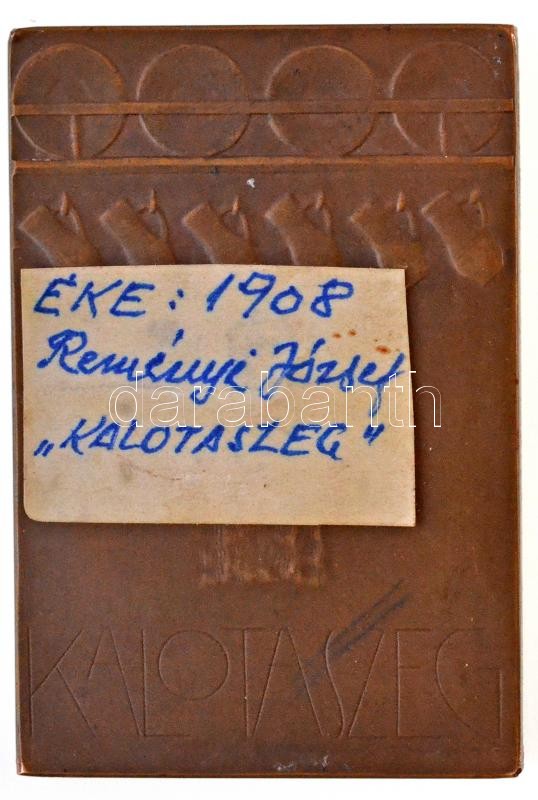 ÉKE: 1908
Reményi József
darabanth
„KALOTASZEG"
KALOTASZEG